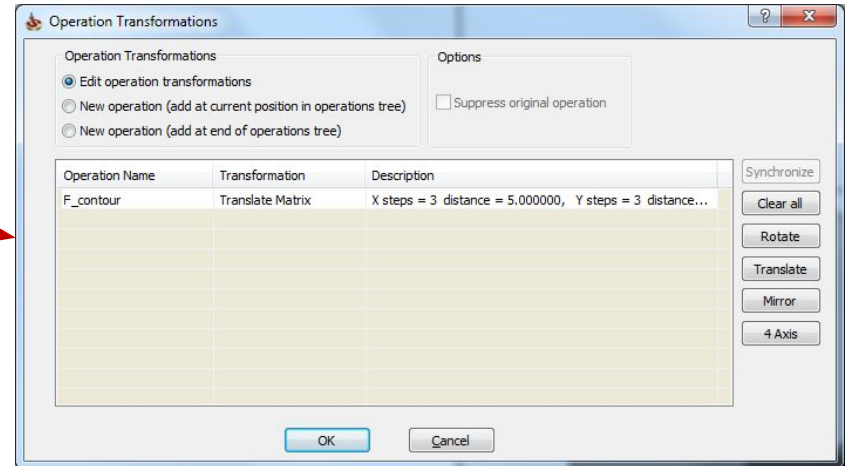 Operation Transformations
Operation Transformations
Edit operation transformations
New operation (add at current position in operations tree)
New operation (add at end of operations tree)
Options
Suppress original operation
Operation Name Transformation Description
F_contour Translate Matrix X steps = 3 distance = 5.000000, Y steps = 3 distance...
Synchronize
Clear all
Rotate
Translate
Mirror
4 Axis
OK Cancel